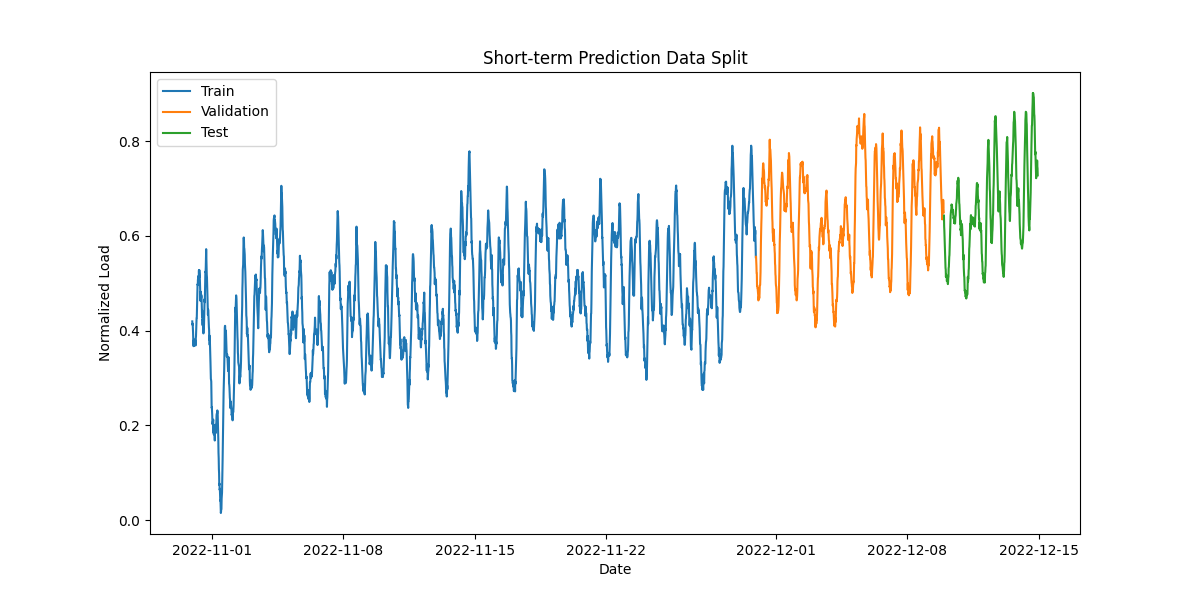 Short-term Prediction Data Split
Train
Validation
Test
Normalized Load
0.8
0.6
0.4
0.2
0.0
2022-11-01 2022-11-08 2022-11-15 2022-11-22 2022-12-01 2022-12-08 2022-12-15
Date